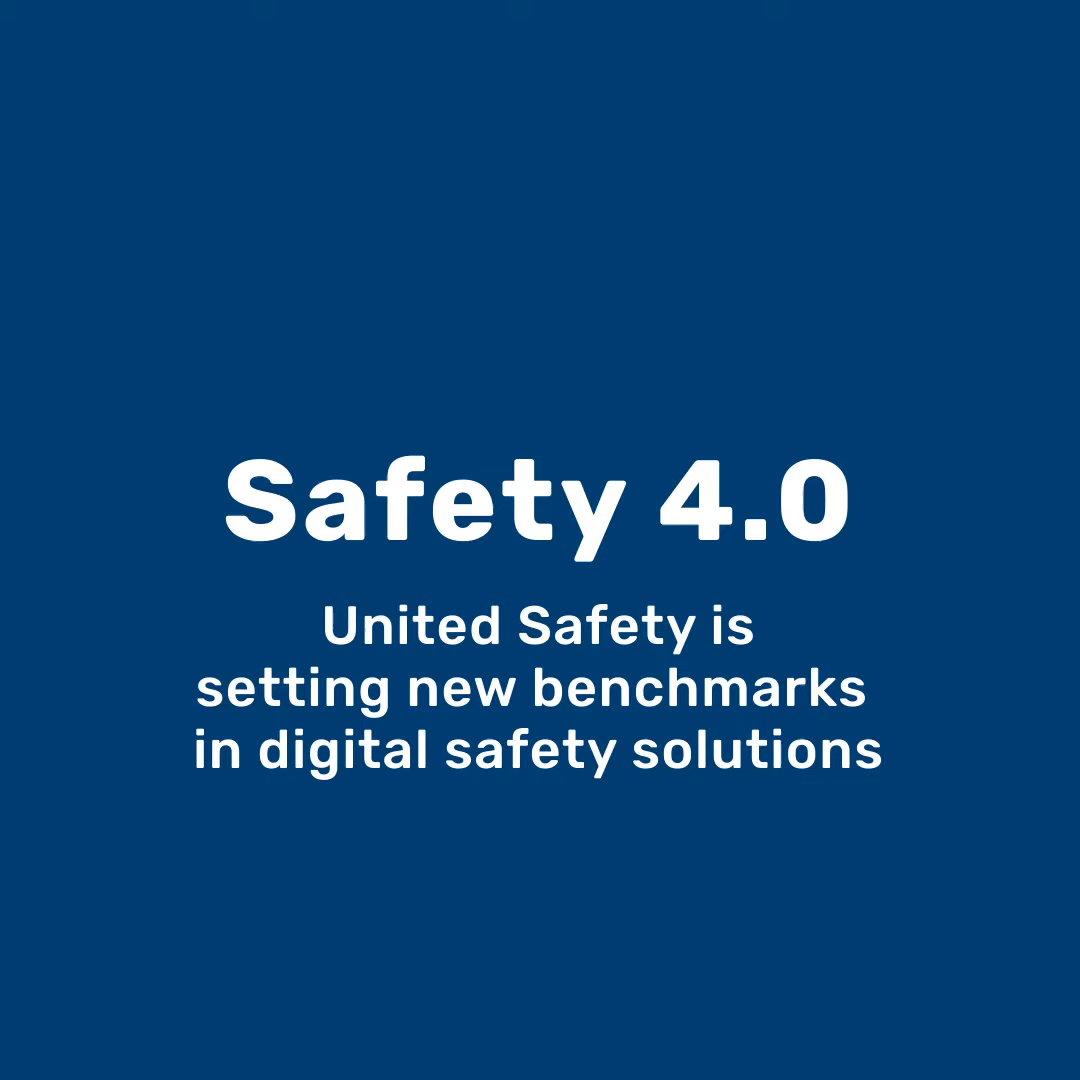 Safety 4.0
United Safety is
setting new benchmarks
in digital safety solutions